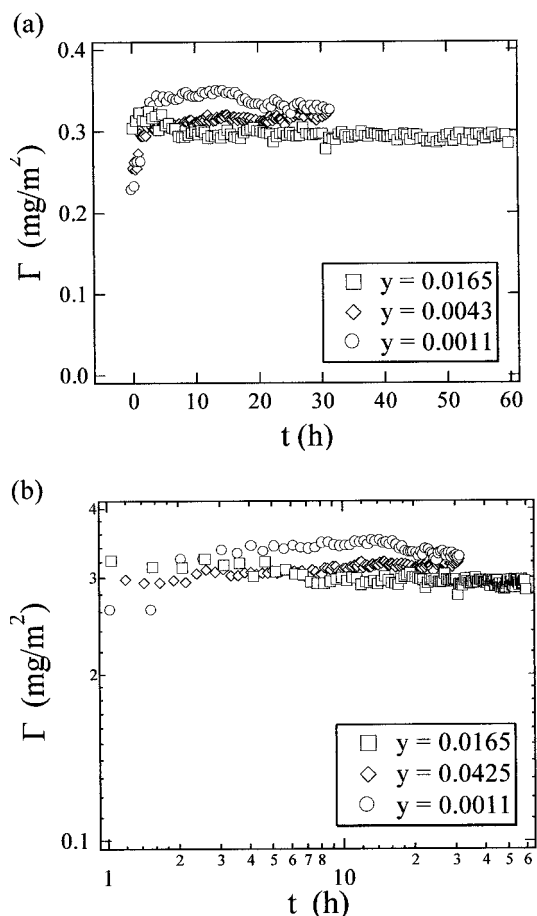 (a)
0.4
0.3
0.2
0.1
0.0
Γ (mg/m²)
□ y = 0.0165
◇ y = 0.0043
○ y = 0.0011
0 10 20 30 40 50 60
t (h)
(b)
4
3
2
0.1
Γ (mg/m²)
□ y = 0.0165
◇ y = 0.0425
○ y = 0.0011
2 3 4 5 6 7 8 2 3 4 5 6
1 10
t (h)